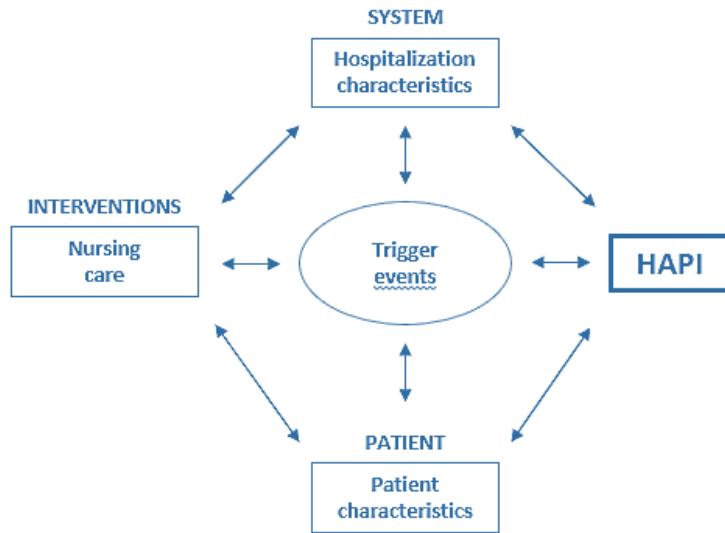 SYSTEM
Hospitalization
characteristics
INTERVENTIONS
Nursing
care
Trigger
events
HAPI
PATIENT
Patient
characteristics